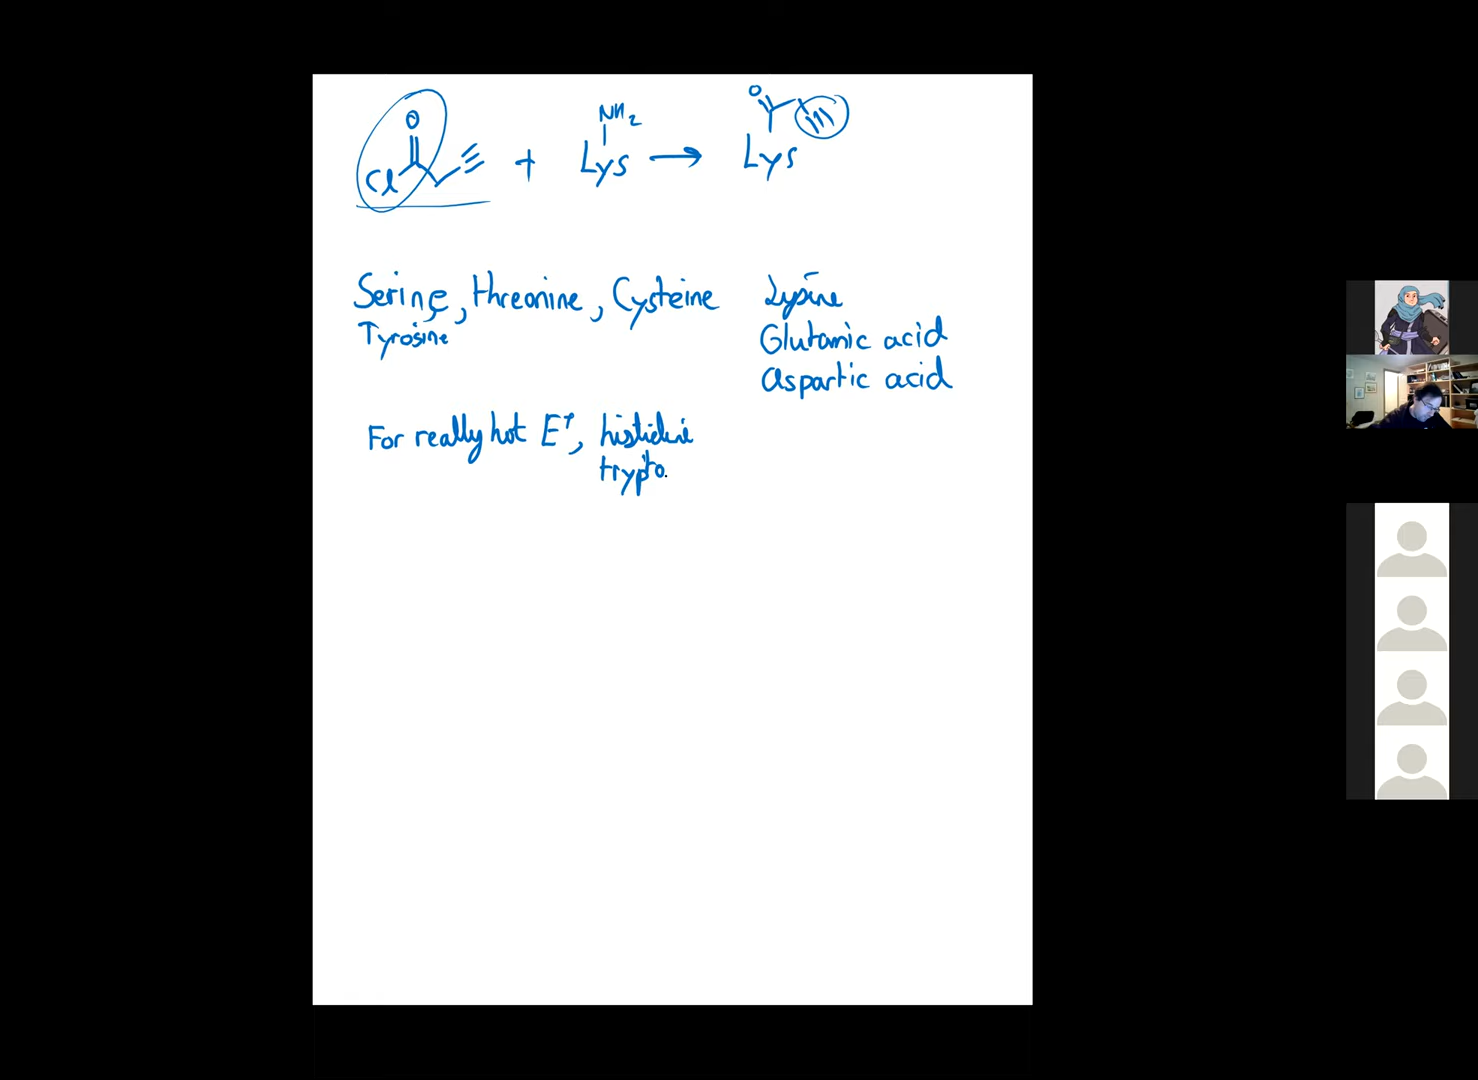 O
Cl
+
NH2
Lys
→
O
Lys
Serine, threonine, Cysteine
Tyrosine
Lysine
Glutamic acid
aspartic acid
For really hot E+, histidine
trypto